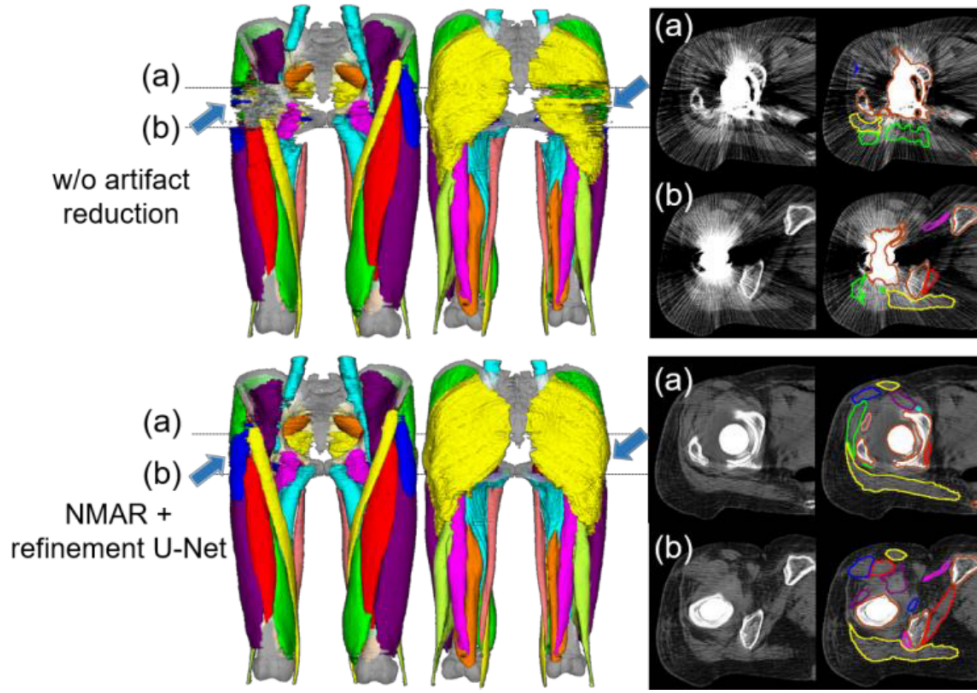 (a)
(b)
w/o artifact
reduction
(a)
(b)
(a)
(b)
NMAR +
refinement U-Net
(a)
(b)